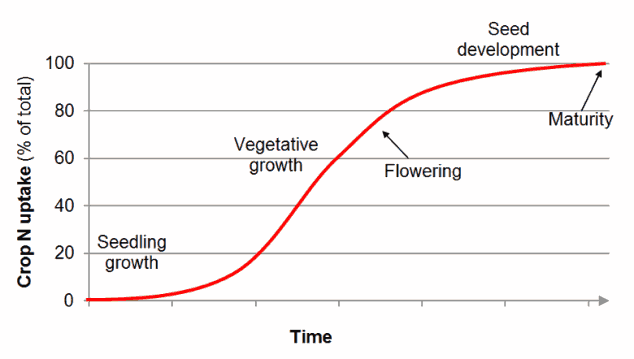 Seed
development
100
80
60
40
20
0
Crop N uptake (% of total)
Maturity
Vegetative
growth
Flowering
Seedling
growth
Time